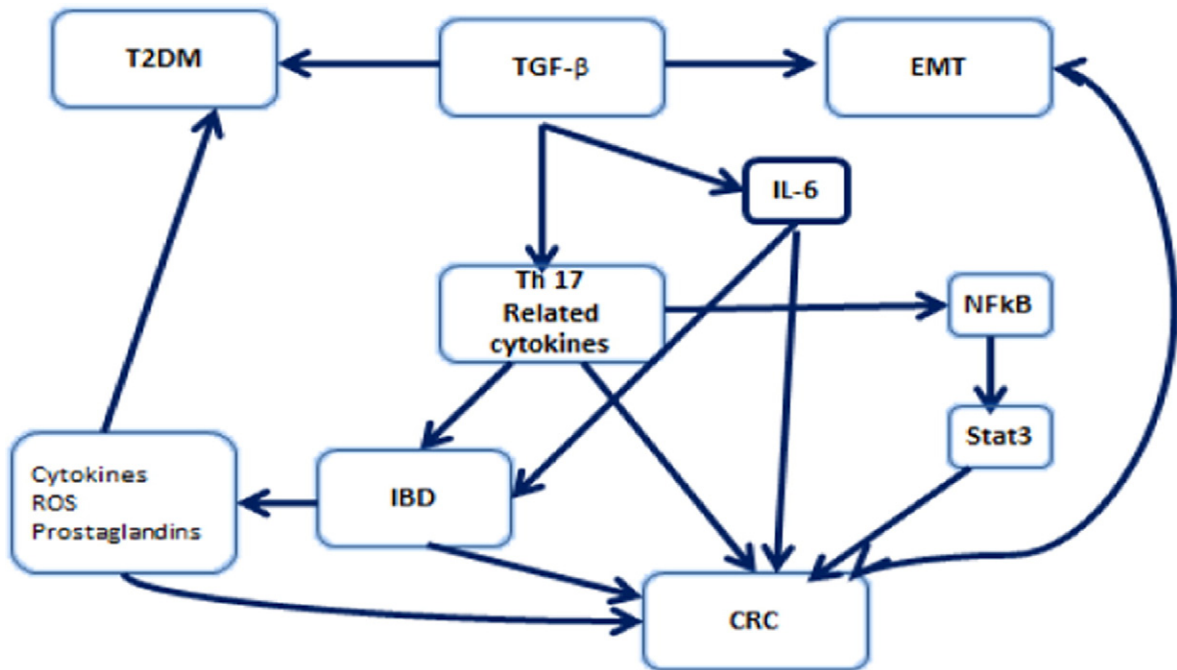 T2DM
TGF-β
EMT
IL-6
Th 17
Related
cytokines
NFkB
Stat3
Cytokines
ROS
Prostaglandins
IBD
CRC